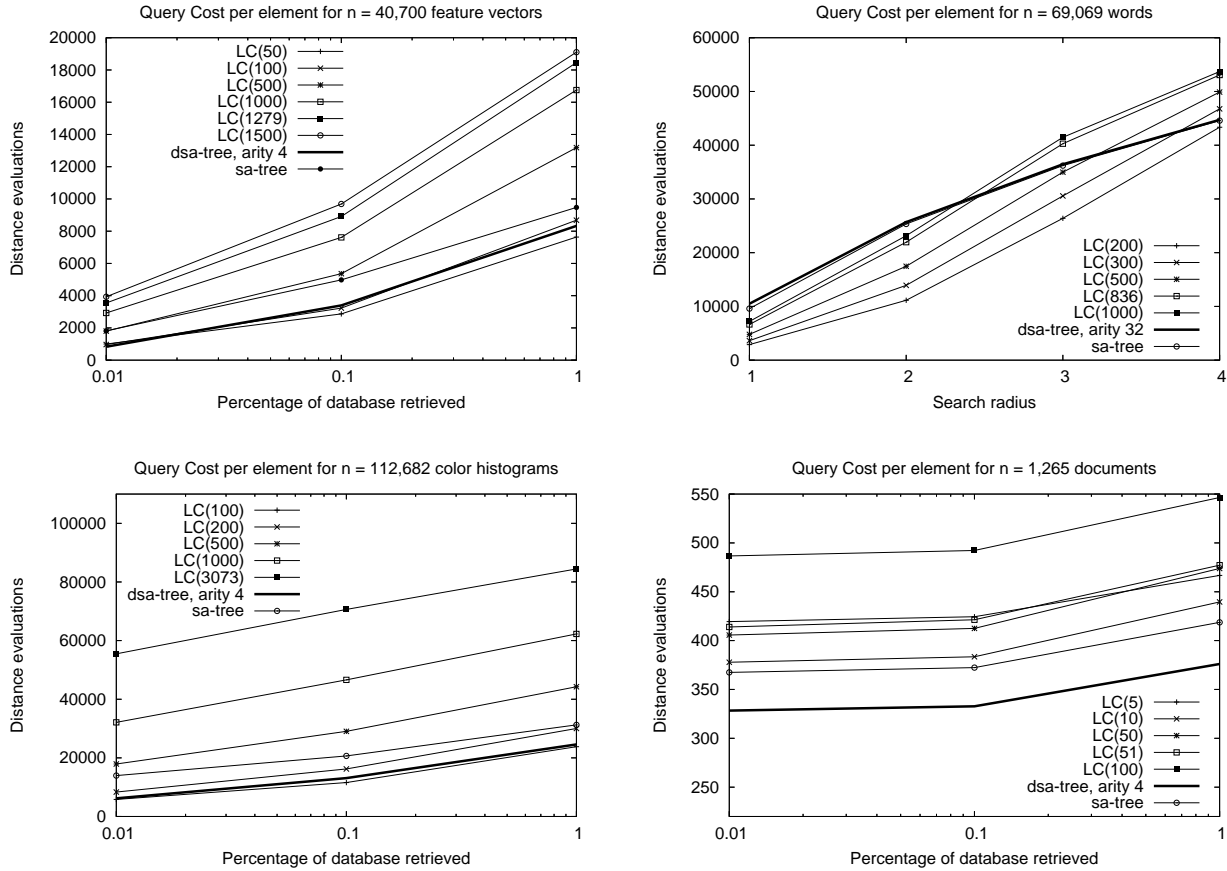 Query Cost per element for n = 40,700 feature vectors
Distance evaluations
20000
18000
16000
14000
12000
10000
8000
6000
4000
2000
0
LC(50)
LC(100)
LC(500)
LC(1000)
LC(1279)
LC(1500)
dsa-tree, arity 4
sa-tree
0.01
0.1
1
Percentage of database retrieved
Query Cost per element for n = 69,069 words
Distance evaluations
60000
50000
40000
30000
20000
10000
0
LC(200)
LC(300)
LC(500)
LC(836)
LC(1000)
dsa-tree, arity 32
sa-tree
1
2
3
4
Search radius
Query Cost per element for n = 112,682 color histograms
Distance evaluations
100000
80000
60000
40000
20000
0
LC(100)
LC(200)
LC(500)
LC(1000)
LC(3073)
dsa-tree, arity 4
sa-tree
0.01
0.1
1
Percentage of database retrieved
Query Cost per element for n = 1,265 documents
Distance evaluations
550
500
450
400
350
300
250
LC(5)
LC(10)
LC(50)
LC(51)
LC(100)
dsa-tree, arity 4
sa-tree
0.01
0.1
1
Percentage of database retrieved